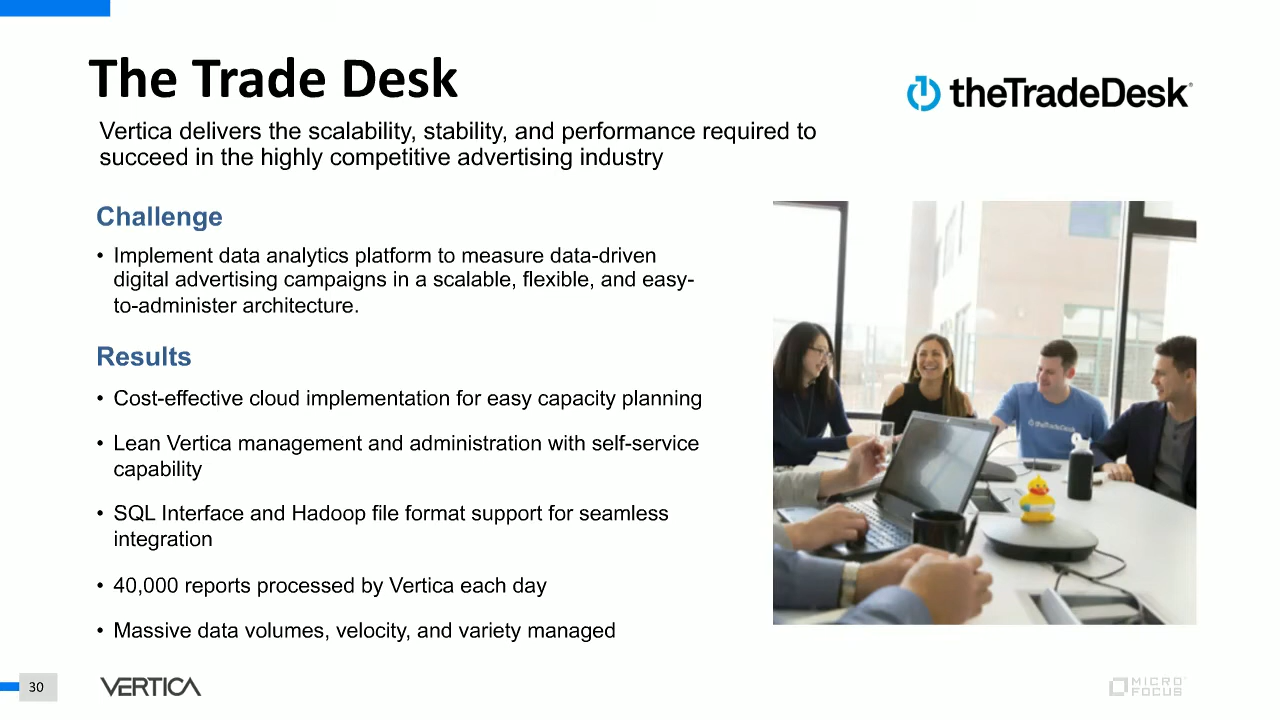 The Trade Desk
theTradeDesk
Vertica delivers the scalability, stability, and performance required to
succeed in the highly competitive advertising industry
Challenge
• Implement data analytics platform to measure data-driven
digital advertising campaigns in a scalable, flexible, and easy-
to-administer architecture.
Results
• Cost-effective cloud implementation for easy capacity planning
• Lean Vertica management and administration with self-service
capability
• SQL Interface and Hadoop file format support for seamless
integration
• 40,000 reports processed by Vertica each day
• Massive data volumes, velocity, and variety managed
theTradeDesk
30
VERTICA
MICRO
FOCUS